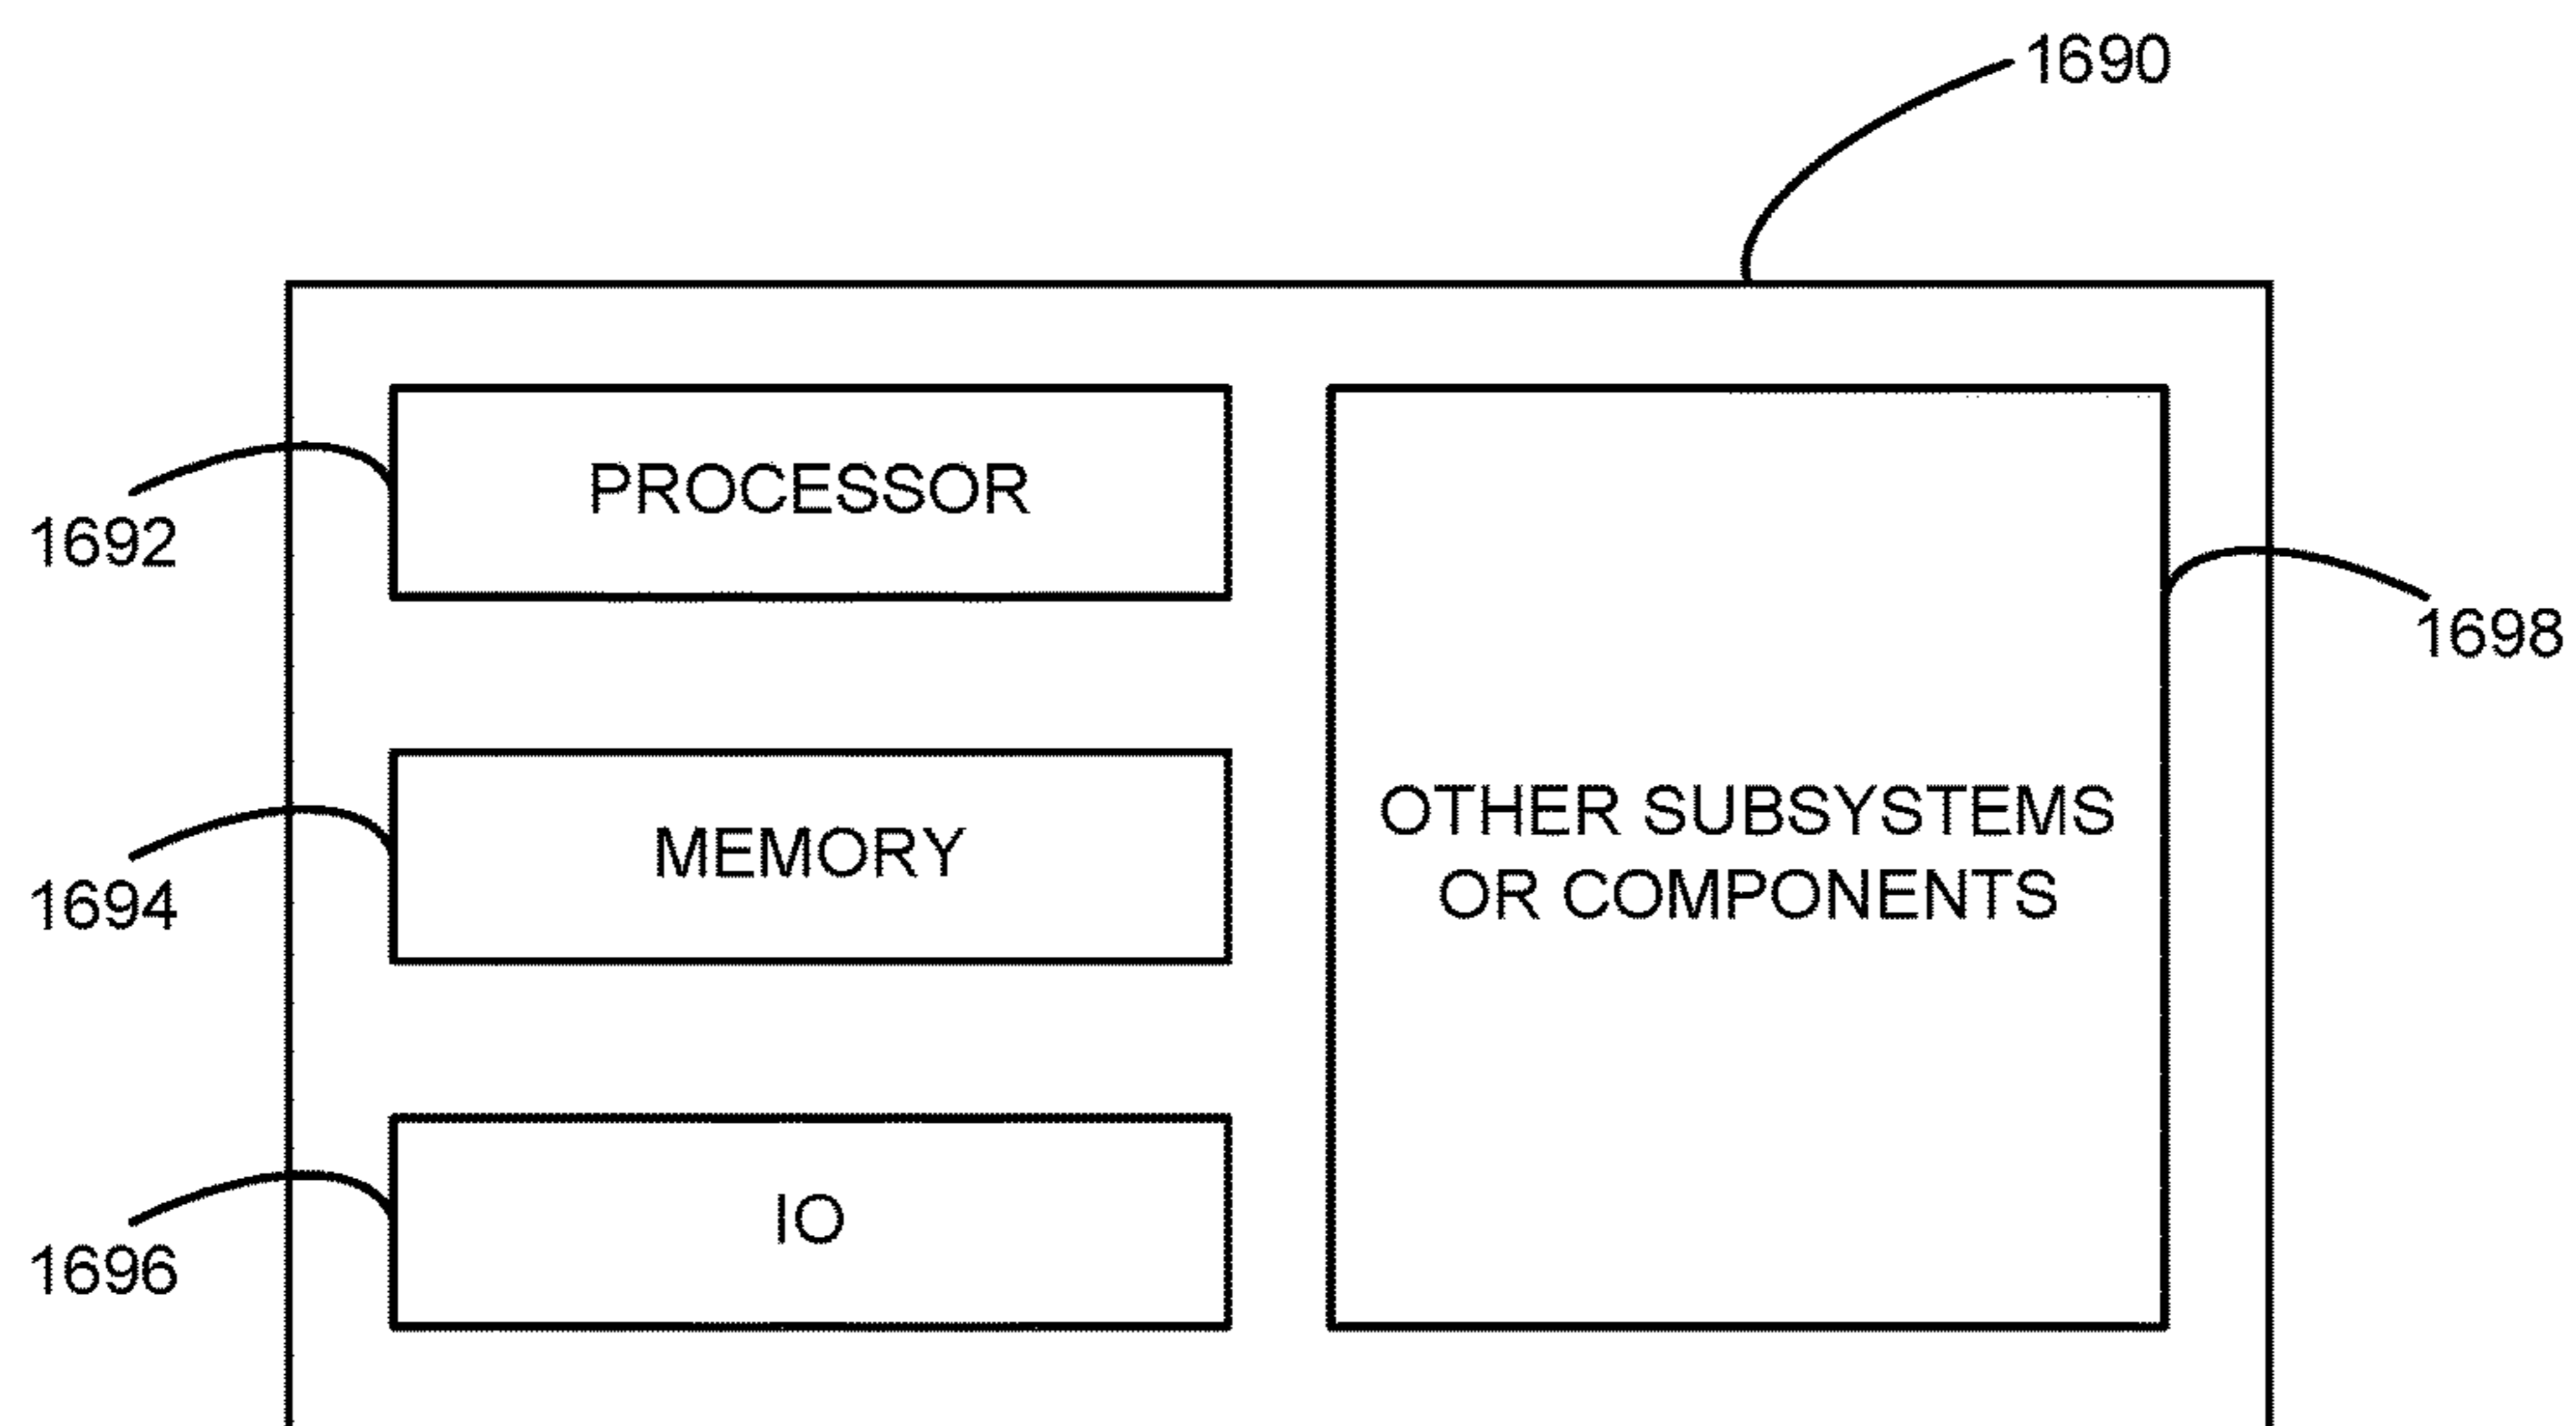 1690
PROCESSOR
1692
1698
OTHER SUBSYSTEMS
OR COMPONENTS
MEMORY
1694
IO
1696